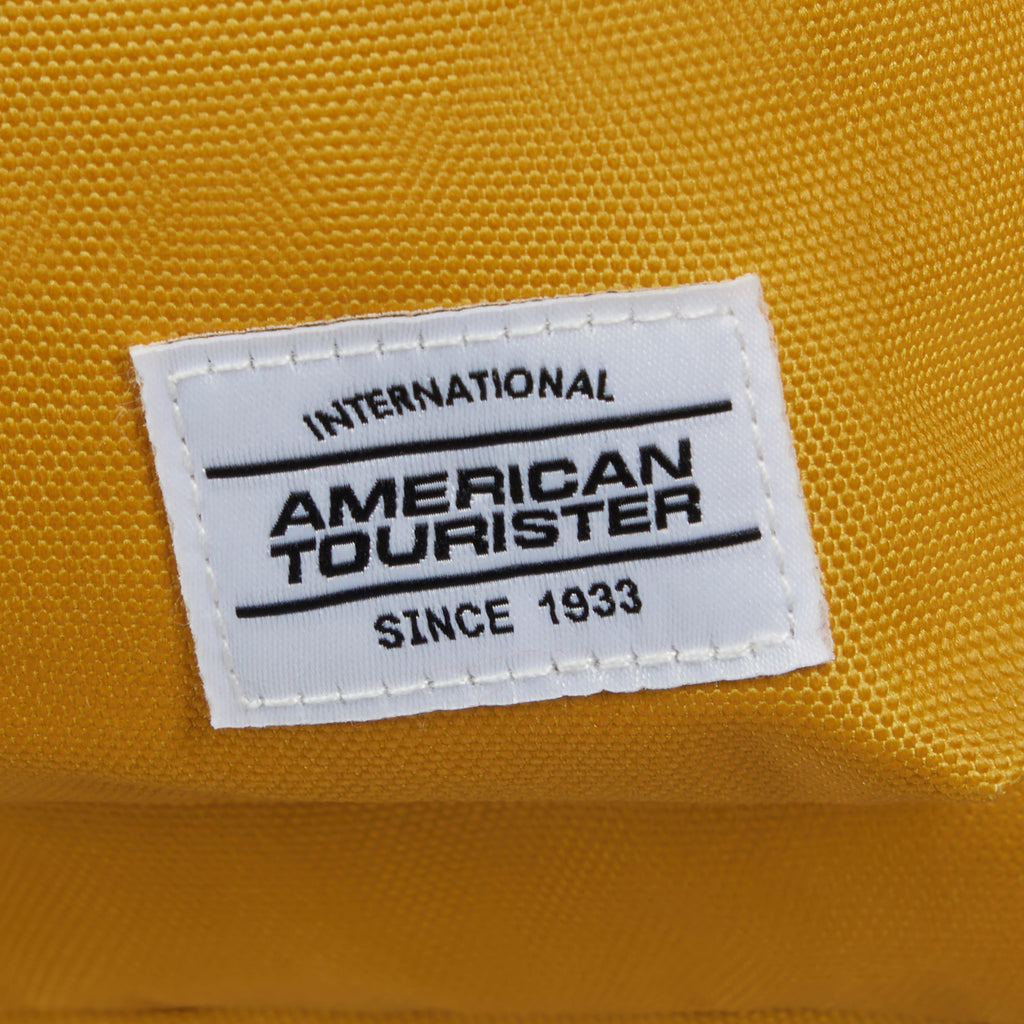 INTERNATIONAL
AMERICAN
TOURISTER
SINCE 1933